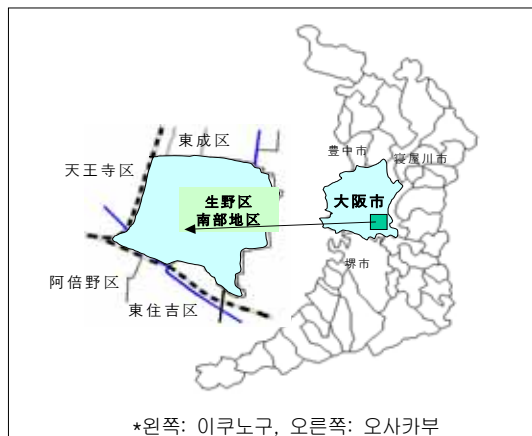 東成区
天王寺区
生野区
南部地区
阿倍野区
東住吉区
豊中市
寝屋川市
大阪市
堺市
*왼쪽: 이쿠노구, 오른쪽: 오사카부